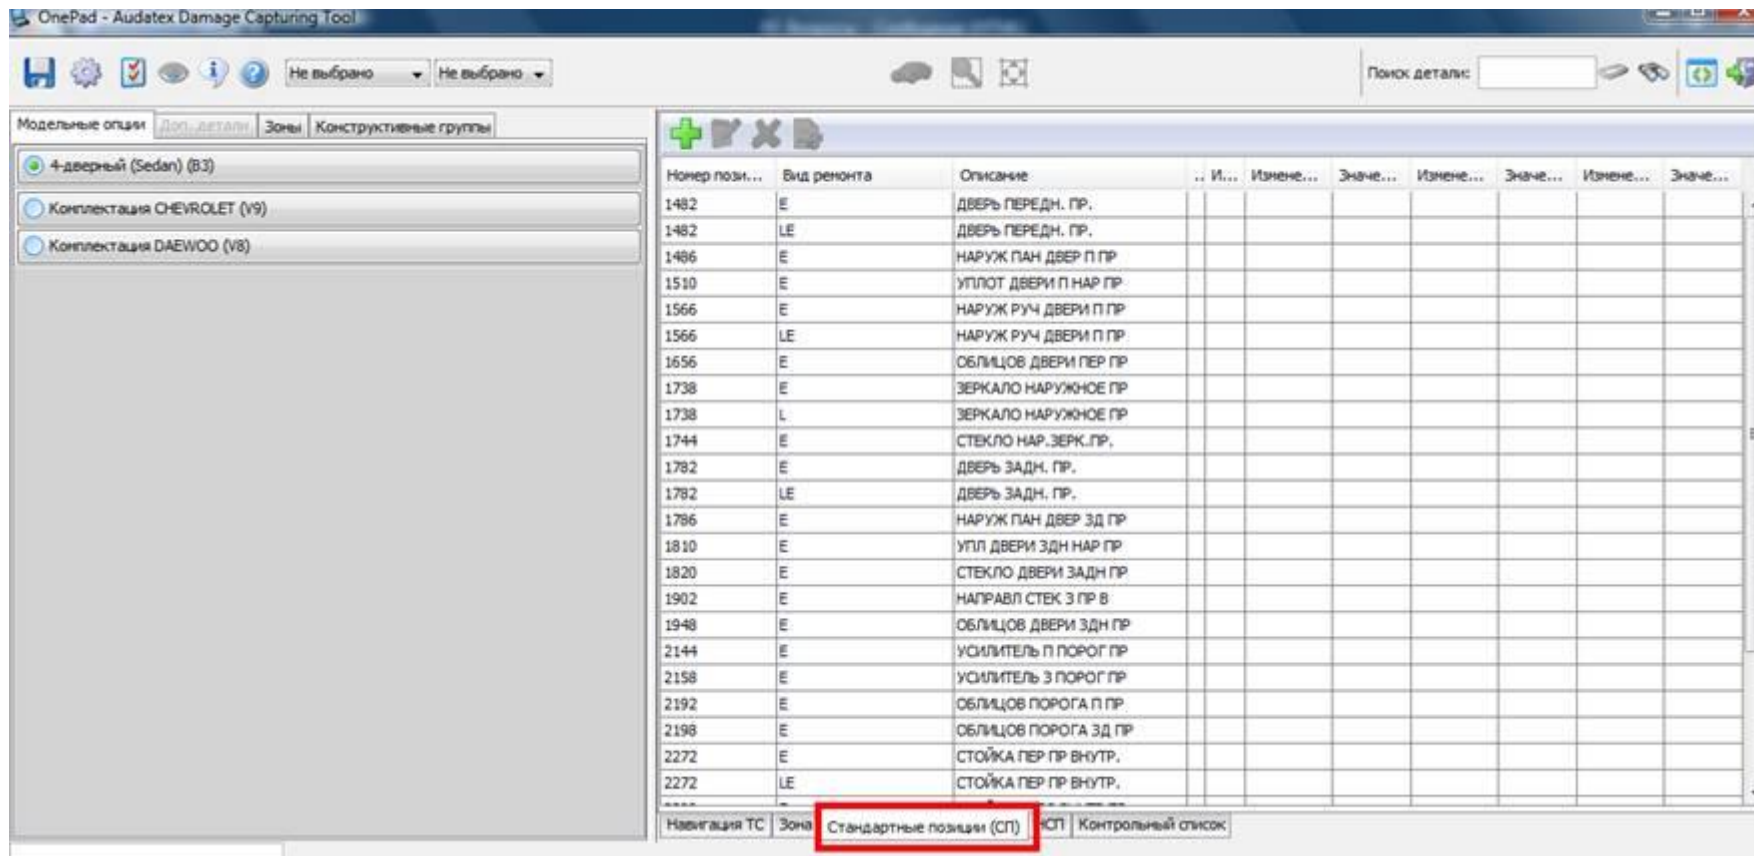 OnePad - Audatex Damage Capturing Tool
Не выбрано Не выбрано Поиск детали:
Модельные опции Доп. детали Зоны Конструктивные группы
4-дверный (Sedan) (B3)
Комплектация CHEVROLET (V9)
Комплектация DAEWOO (V8)
Номер пози... Вид ремонта Описание .. И... Измене... Значе... Измене... Значе... Измене... Значе...
1482 E ДВЕРЬ ПЕРЕДН. ПР.
1482 LE ДВЕРЬ ПЕРЕДН. ПР.
1486 E НАРУЖ ПАН ДВЕР П ПР
1510 E УПЛОТ ДВЕРИ П НАР ПР
1566 E НАРУЖ РУЧ ДВЕРИ П ПР
1566 LE НАРУЖ РУЧ ДВЕРИ П ПР
1656 E ОБЛИЦОВ ДВЕРИ ПЕР ПР
1738 E ЗЕРКАЛО НАРУЖНОЕ ПР
1738 L ЗЕРКАЛО НАРУЖНОЕ ПР
1744 E СТЕКЛО НАР.ЗЕРК.ПР.
1782 E ДВЕРЬ ЗАДН. ПР.
1782 LE ДВЕРЬ ЗАДН. ПР.
1786 E НАРУЖ ПАН ДВЕР ЗД ПР
1810 E УПЛ ДВЕРИ ЗДН НАР ПР
1820 E СТЕКЛО ДВЕРИ ЗАДН ПР
1902 E НАПРАВЛ СТЕК З ПР В
1948 E ОБЛИЦОВ ДВЕРИ ЗДН ПР
2144 E УСИЛИТЕЛЬ П ПОРОГ ПР
2158 E УСИЛИТЕЛЬ З ПОРОГ ПР
2192 E ОБЛИЦОВ ПОРОГА П ПР
2198 E ОБЛИЦОВ ПОРОГА ЗД ПР
2272 E СТОЙКА ПЕР ПР ВНУТР.
2272 LE СТОЙКА ПЕР ПР ВНУТР.
Навигация ТС Зона Стандартные позиции (СП) НСП Контрольный список